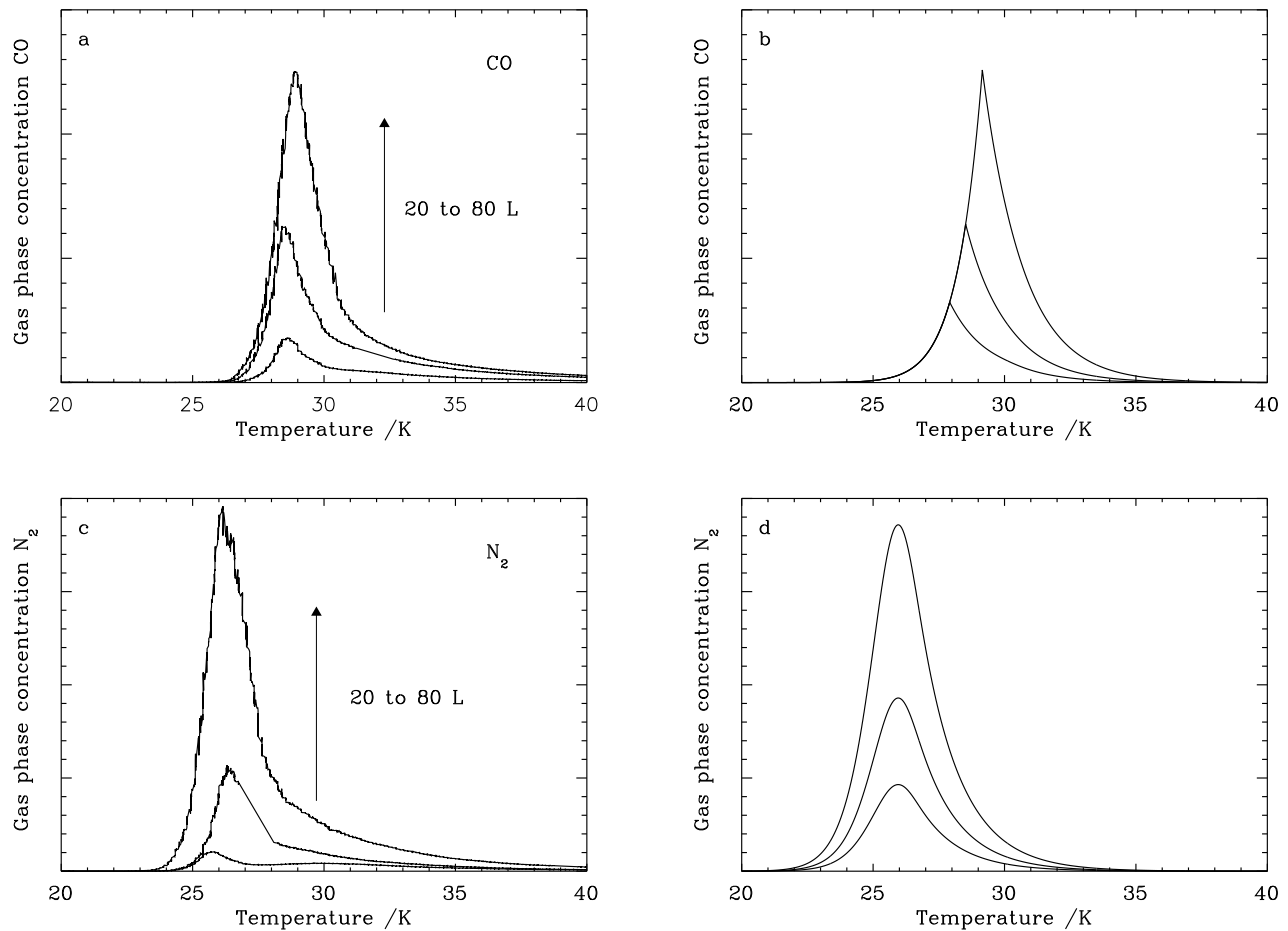 a
CO
20 to 80 L
Gas phase concentration CO
20 25 30 35 40
Temperature /K
b
Gas phase concentration CO
20 25 30 35 40
Temperature /K
c
N₂
20 to 80 L
Gas phase concentration N₂
20 25 30 35 40
Temperature /K
d
Gas phase concentration N₂
20 25 30 35 40
Temperature /K